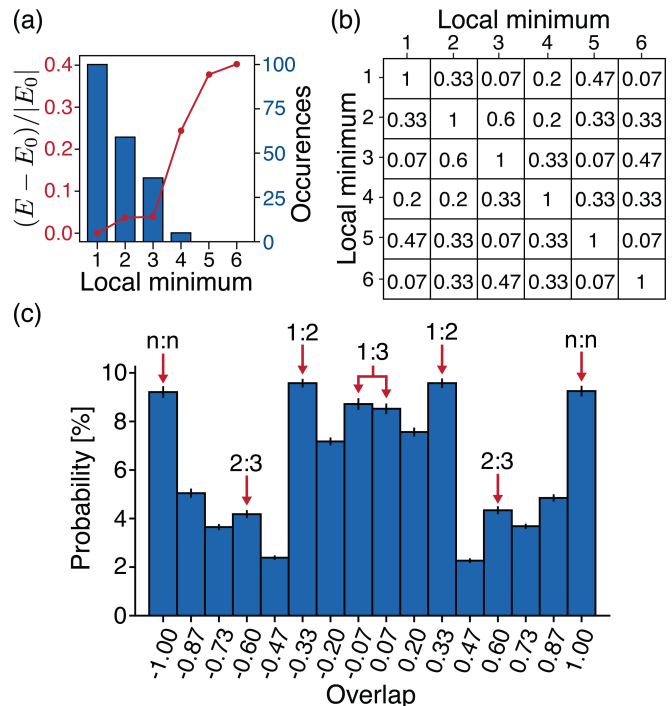 (a)
(E − E₀)/|E₀|
0.4
0.3
0.2
0.1
0.0
100
75
50
25
0
Occurences
1 2 3 4 5 6
Local minimum
(b)
Local minimum
1 2 3 4 5 6
Local minimum
1 1 0.33 0.07 0.2 0.47 0.07
2 0.33 1 0.6 0.2 0.33 0.33
3 0.07 0.6 1 0.33 0.07 0.47
4 0.2 0.2 0.33 1 0.33 0.33
5 0.47 0.33 0.07 0.33 1 0.07
6 0.07 0.33 0.47 0.33 0.07 1
(c)
n:n 1:2 1:3 1:2 n:n
2:3 2:3
Probability [%]
10
8
6
4
2
0
-1.00 -0.87 -0.73 -0.60 -0.47 -0.33 -0.20 -0.07 0.07 0.20 0.33 0.47 0.60 0.73 0.87 1.00
Overlap